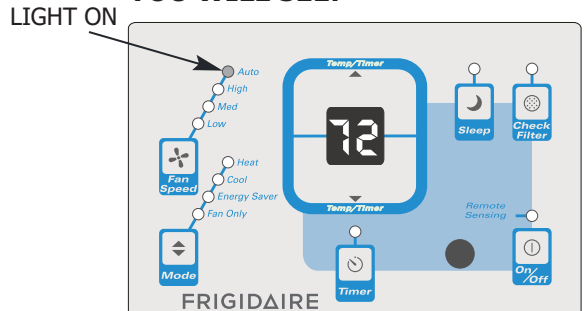 LIGHT ON
Auto
High
Med
Low
Fan
Speed
Heat
Cool
Energy Saver
Fan Only
Mode
Temp/Timer
72
Temp/Timer
Timer
Sleep
Check
Filter
Remote
Sensing
On/Off
FRIGIDAIRE